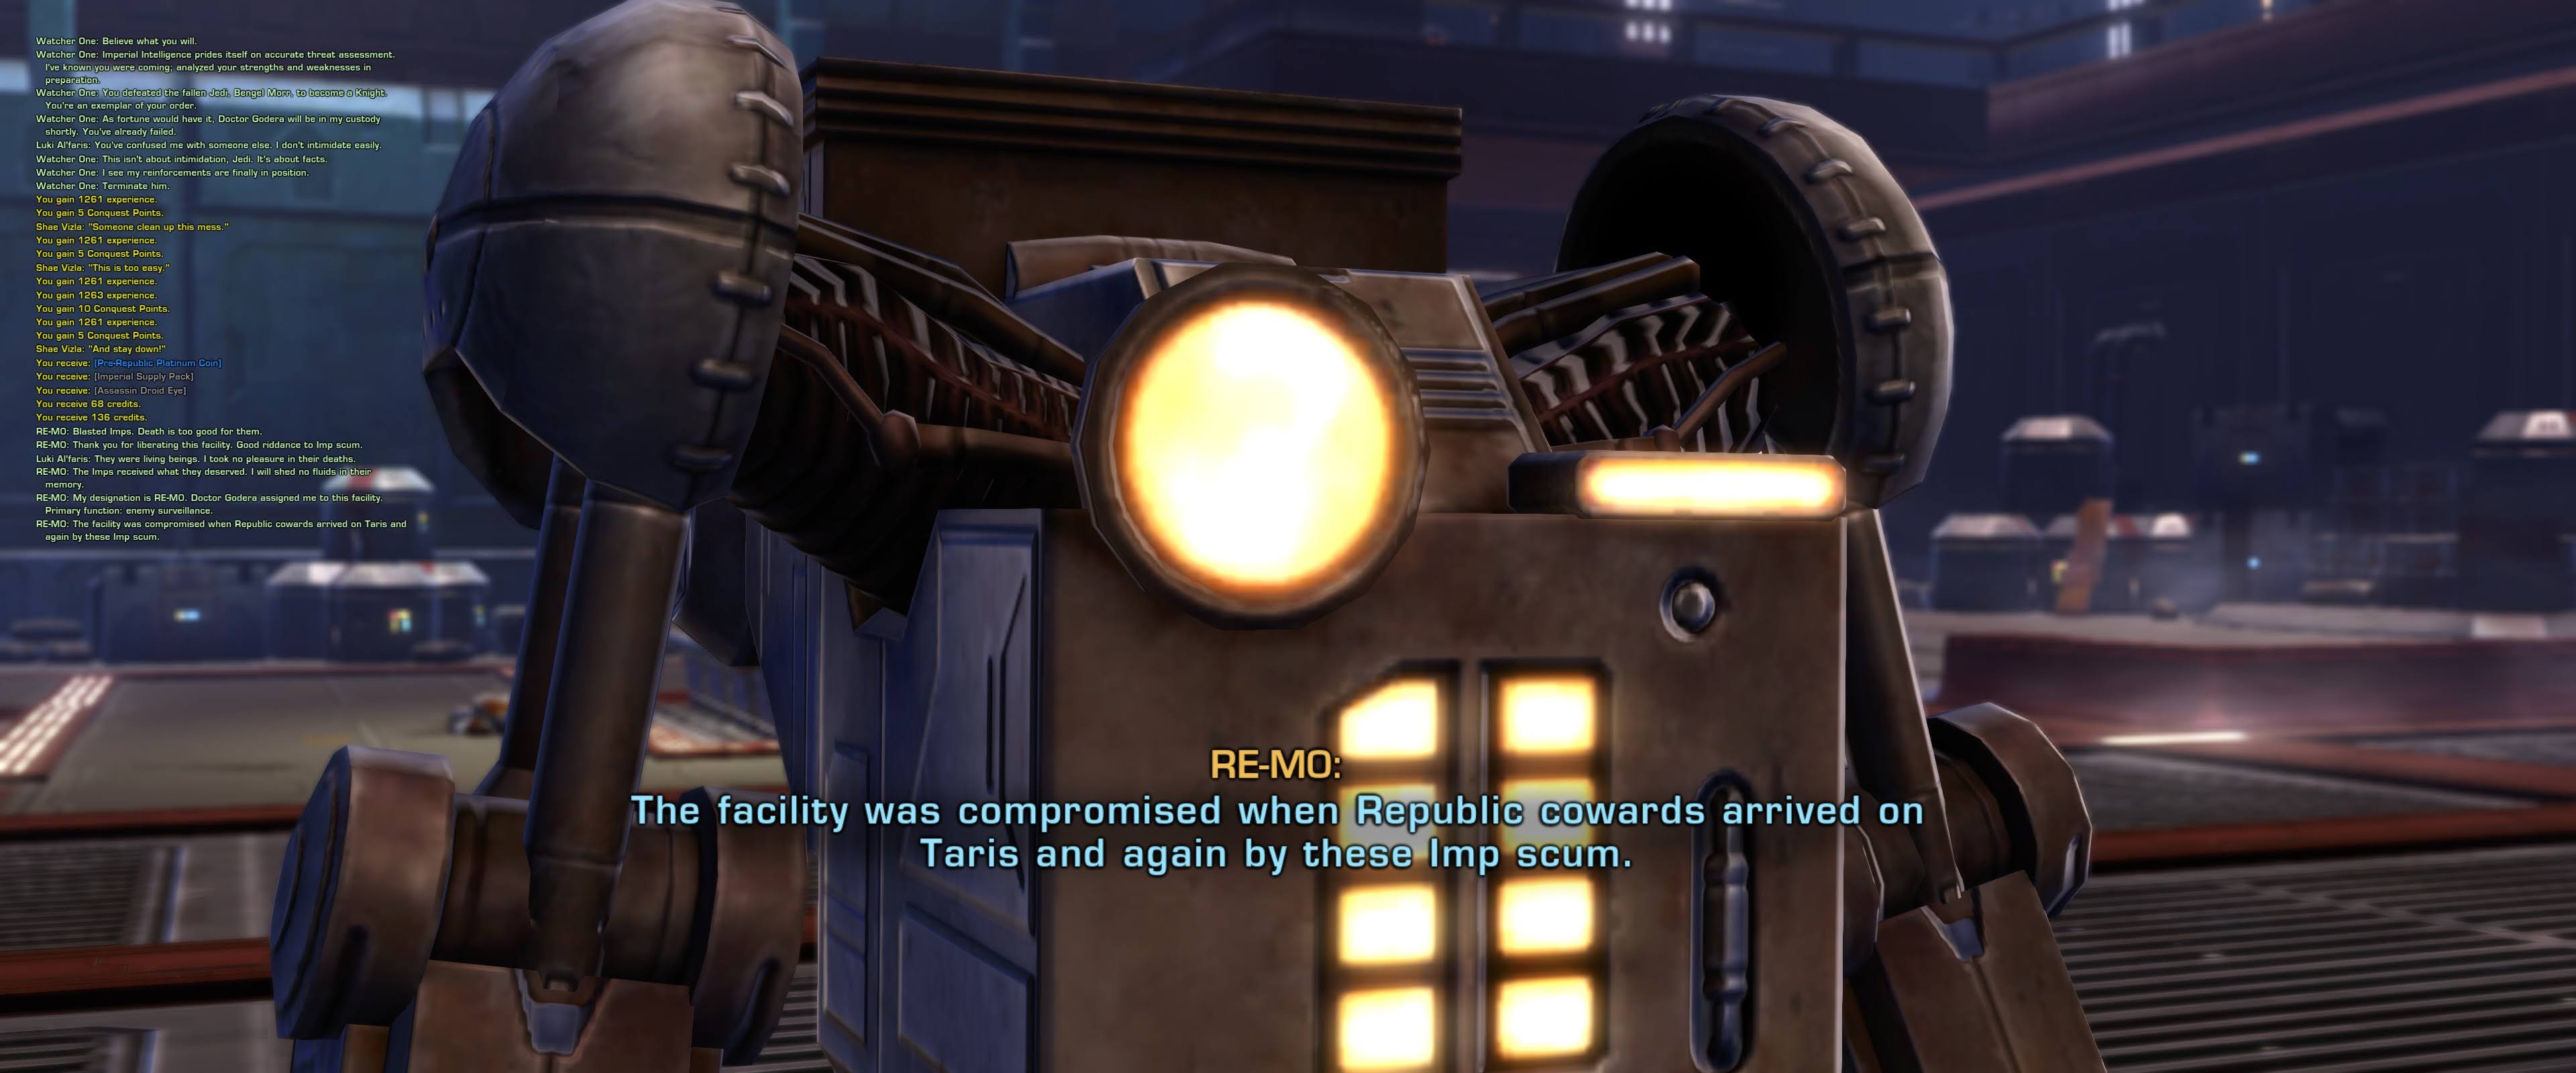 Watcher One: Believe what you will.
Watcher One: Imperial Intelligence prides itself on accurate threat assessment.
I've known you were coming; analyzed your strengths and weaknesses in
preparation.
Watcher One: You defeated the fallen Jedi, Bengel Morr, to become a Knight.
You're an exemplar of your order.
Watcher One: As fortune would have it, Doctor Godera will be in my custody
shortly. You've already failed.
Luki Al'faris: You've confused me with someone else. I don't intimidate easily.
Watcher One: This isn't about intimidation, Jedi. It's about facts.
Watcher One: I see my reinforcements are finally in position.
Watcher One: Terminate him.
You gain 1261 experience.
You gain 5 Conquest Points.
Shae Vizla: "Someone clean up this mess."
You gain 1261 experience.
You gain 5 Conquest Points.
Shae Vizla: "This is too easy."
You gain 1261 experience.
You gain 1263 experience.
You gain 10 Conquest Points.
You gain 1261 experience.
You gain 5 Conquest Points.
Shae Vizla: "And stay down!"
You receive: [Pre-Republic Platinum Coin]
You receive: [Imperial Supply Pack]
You receive: [Assassin Droid Eye]
You receive 68 credits.
You receive 136 credits.
RE-MO: Blasted Imps. Death is too good for them.
RE-MO: Thank you for liberating this facility. Good riddance to Imp scum.
Luki Al'faris: They were living beings. I took no pleasure in their deaths.
RE-MO: The Imps received what they deserved. I will shed no fluids in their
memory.
RE-MO: My designation is RE-MO. Doctor Godera assigned me to this facility.
Primary function: enemy surveillance.
RE-MO: The facility was compromised when Republic cowards arrived on Taris and
again by these Imp scum.
RE-MO:
The facility was compromised when Republic cowards arrived on
Taris and again by these Imp scum.